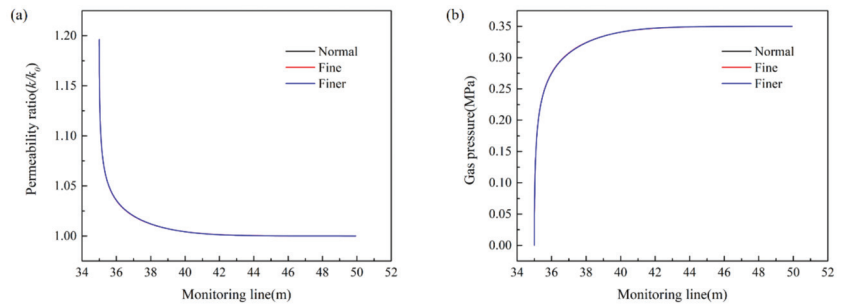 (a)
1.20
1.15
1.10
1.05
1.00
Permeability ratio(k/k₀)
Normal
Fine
Finer
34 36 38 40 42 44 46 48 50 52
Monitoring line(m)
(b)
0.35
0.30
0.25
0.20
0.15
0.10
0.05
0.00
Gas pressure(MPa)
Normal
Fine
Finer
34 36 38 40 42 44 46 48 50 52
Monitoring line(m)